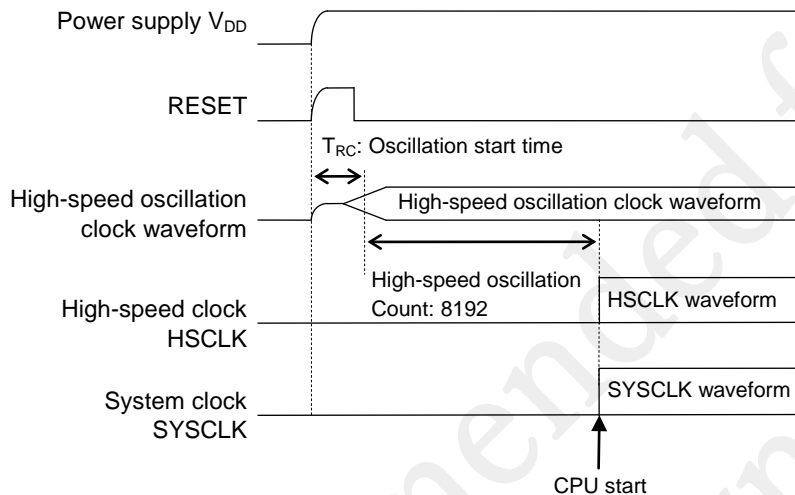 Power supply VDD
RESET
TRC: Oscillation start time
High-speed oscillation
clock waveform
High-speed oscillation clock waveform
High-speed oscillation
Count: 8192
High-speed clock
HSCLK
HSCLK waveform
System clock
SYSCLK
SYSCLK waveform
CPU start